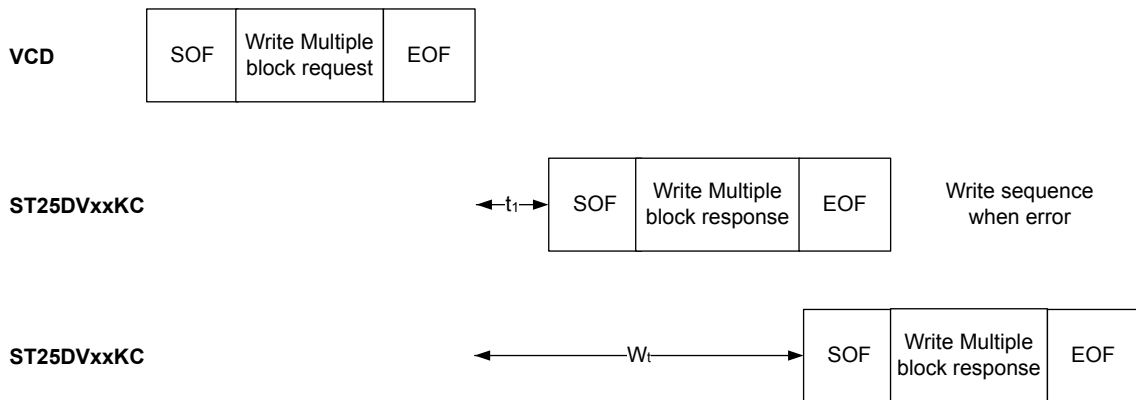 VCD
SOF
Write Multiple
block request
EOF
ST25DVxxKC
t1
SOF
Write Multiple
block response
EOF
Write sequence
when error
ST25DVxxKC
Wt
SOF
Write Multiple
block response
EOF